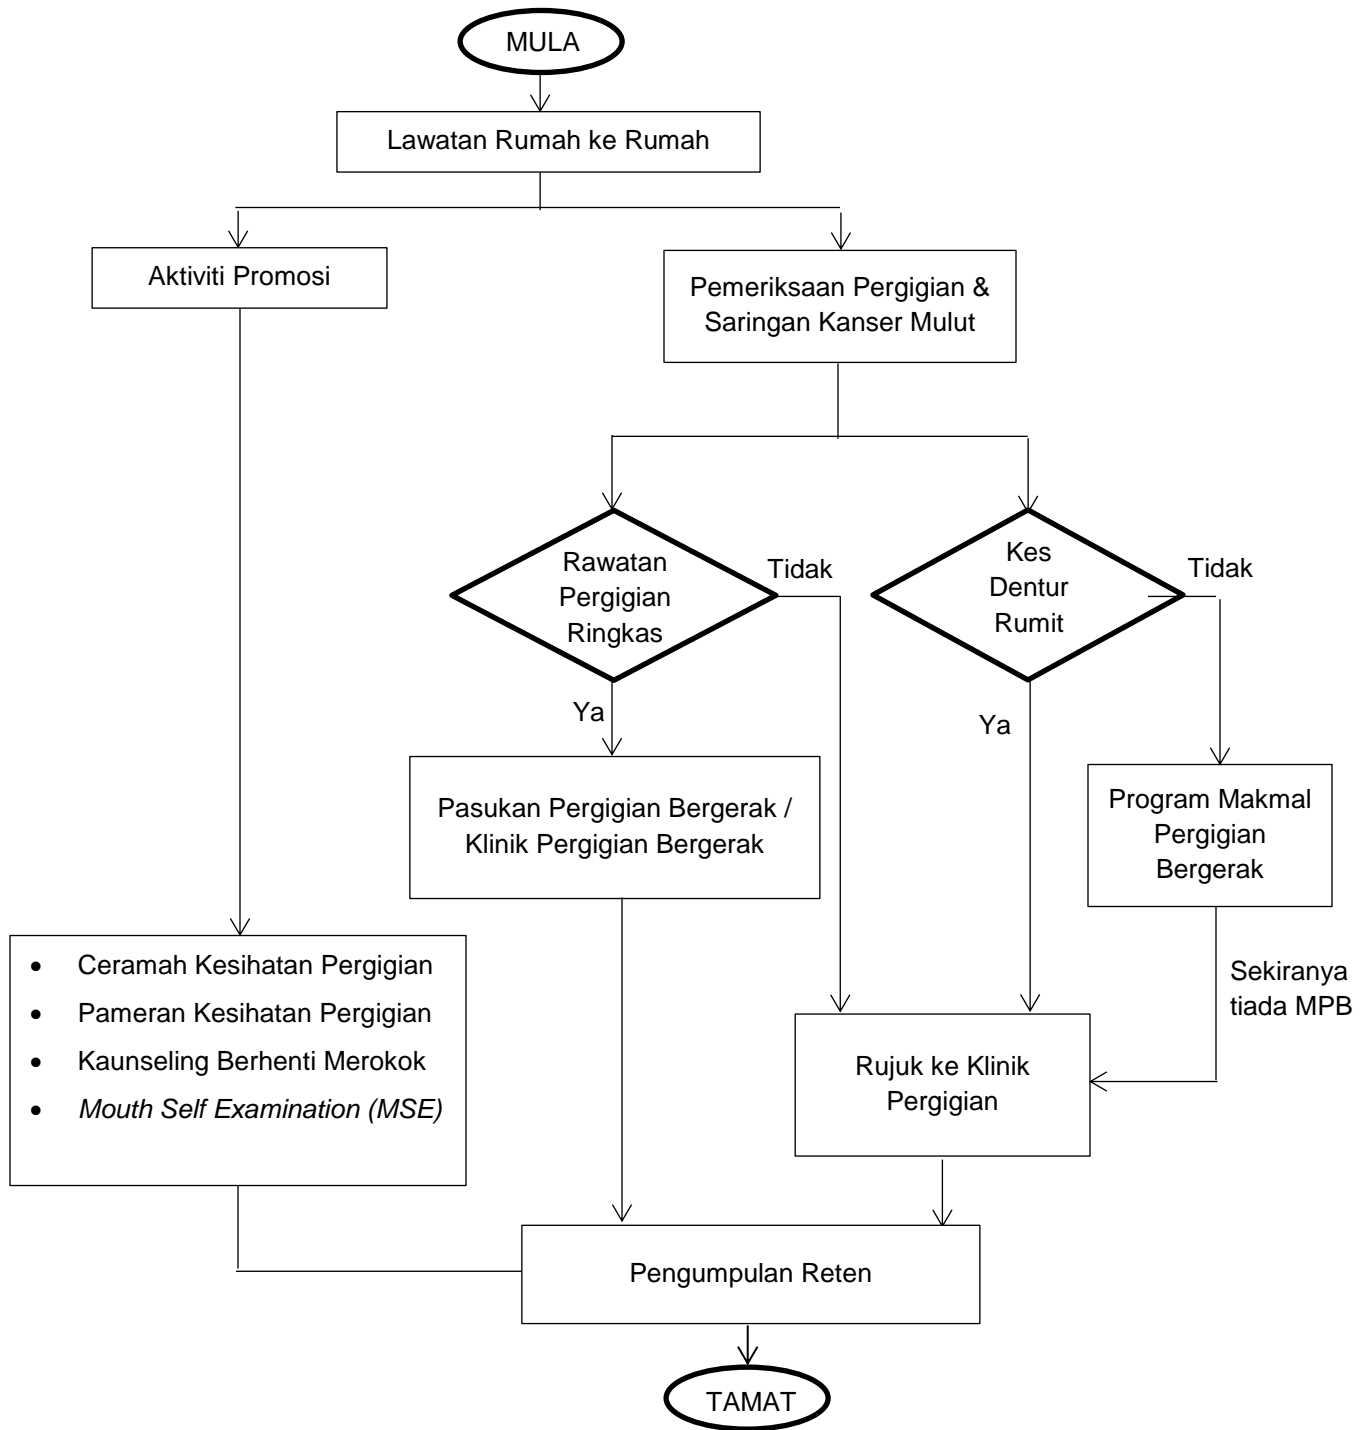 MULA
Lawatan Rumah ke Rumah
Aktiviti Promosi
Pemeriksaan Pergigian &
Saringan Kanser Mulut
Rawatan
Pergigian
Ringkas
Tidak
Kes
Dentur
Rumit
Tidak
Ya
Ya
Pasukan Pergigian Bergerak /
Klinik Pergigian Bergerak
Program Makmal
Pergigian
Bergerak
• Ceramah Kesihatan Pergigian
• Pameran Kesihatan Pergigian
• Kaunseling Berhenti Merokok
• Mouth Self Examination (MSE)
Sekiranya
tiada MPB
Rujuk ke Klinik
Pergigian
Pengumpulan Reten
TAMAT